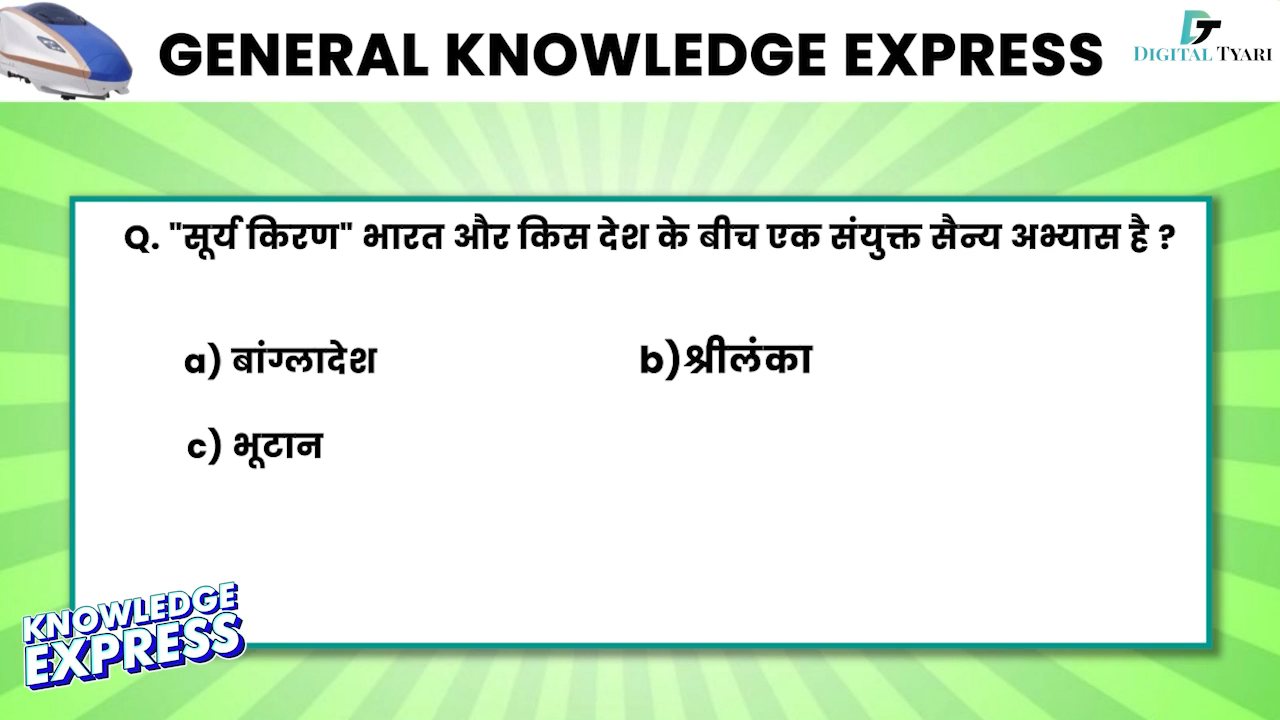 GENERAL KNOWLEDGE EXPRESS
DIGITAL TYARI
Q. "सूर्य किरण" भारत और किस देश के बीच एक संयुक्त सैन्य अभ्यास है ?
a) बांग्लादेश
b)श्रीलंका
c) भूटान
KNOWLEDGE
EXPRESS